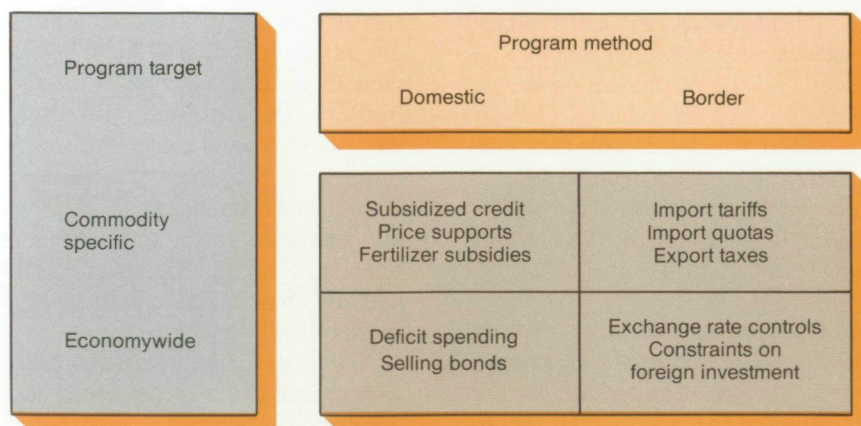 Program target
Program method
Domestic
Border
Commodity
specific
Subsidized credit
Price supports
Fertilizer subsidies
Import tariffs
Import quotas
Export taxes
Economywide
Deficit spending
Selling bonds
Exchange rate controls
Constraints on
foreign investment